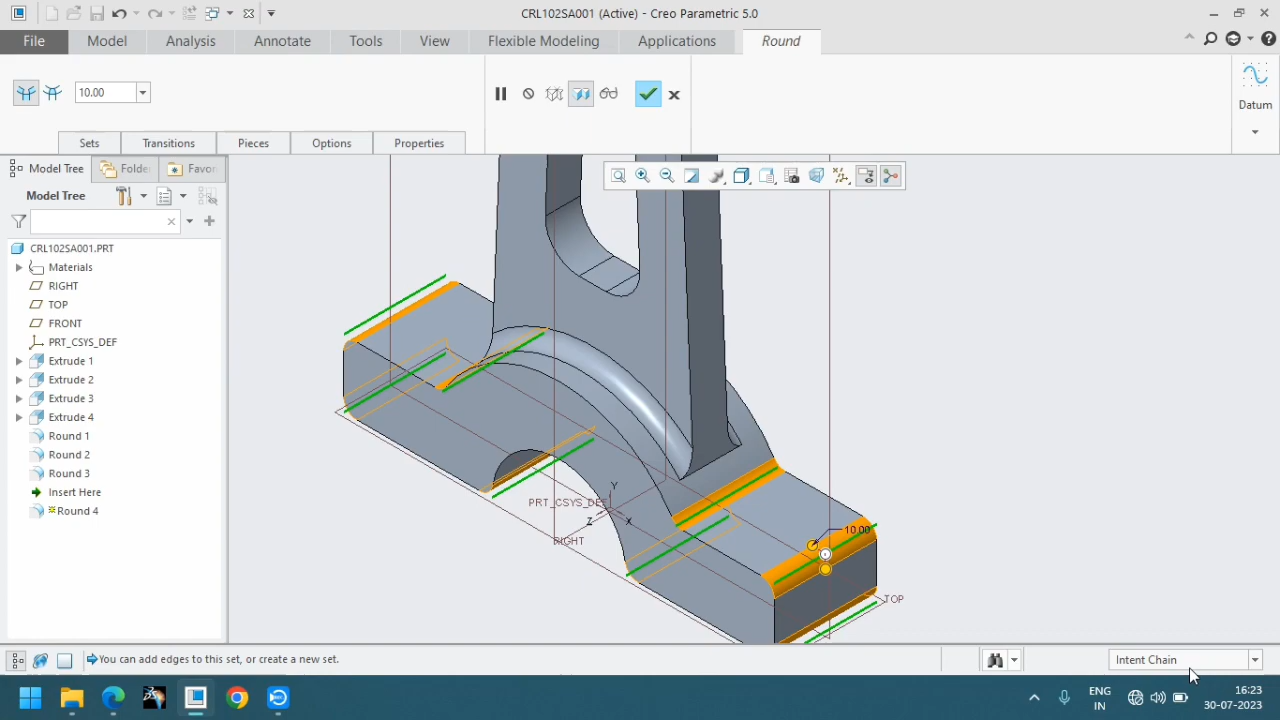 CRL102SA001 (Active) - Creo Parametric 5.0
File Model Analysis Annotate Tools View Flexible Modeling Applications Round
10.00
Datum
Sets Transitions Pieces Options Properties
Model Tree Folde Favor
Model Tree
CRL102SA001.PRT
Materials
RIGHT
TOP
FRONT
PRT_CSYS_DEF
Extrude 1
Extrude 2
Extrude 3
Extrude 4
Round 1
Round 2
Round 3
Insert Here
Round 4
Y
PRT_CSYS_DEF
Z X
RIGHT
10.00
TOP
You can add edges to this set, or create a new set.
Intent Chain
ENG
IN
16:23
30-07-2023